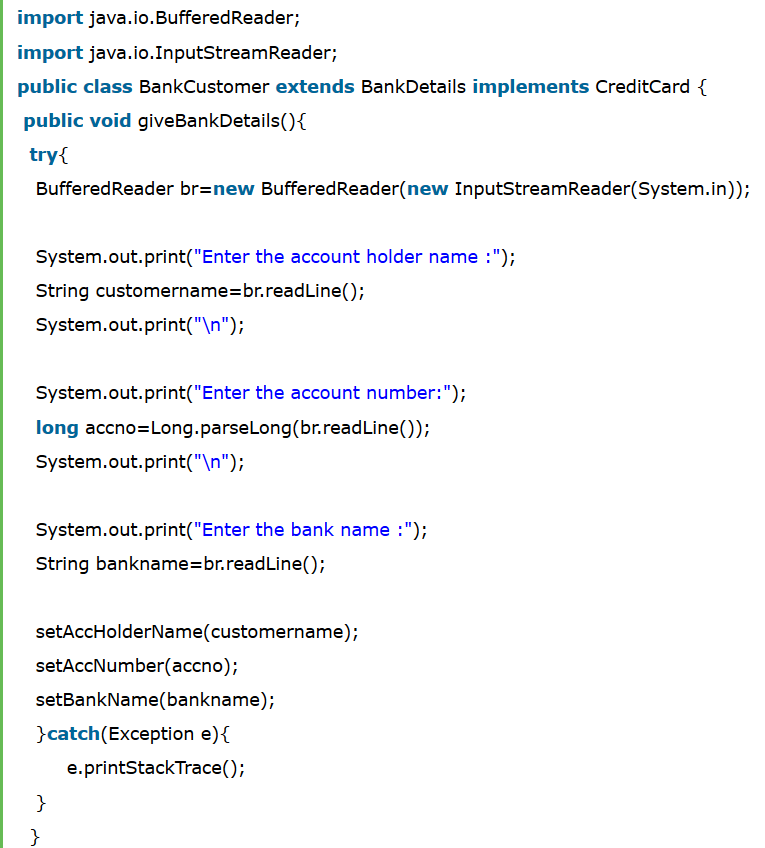 import java.io.BufferedReader;
import java.io.InputStreamReader;
public class BankCustomer extends BankDetails implements CreditCard {
public void giveBankDetails(){
try{
BufferedReader br=new BufferedReader(new InputStreamReader(System.in));
System.out.print("Enter the account holder name :");
String customername=br.readLine();
System.out.print("\n");
System.out.print("Enter the account number:");
long accno=Long.parseLong(br.readLine());
System.out.print("\n");
System.out.print("Enter the bank name :");
String bankname=br.readLine();
setAccHolderName(customername);
setAccNumber(accno);
setBankName(bankname);
}catch(Exception e){
e.printStackTrace();
}
}